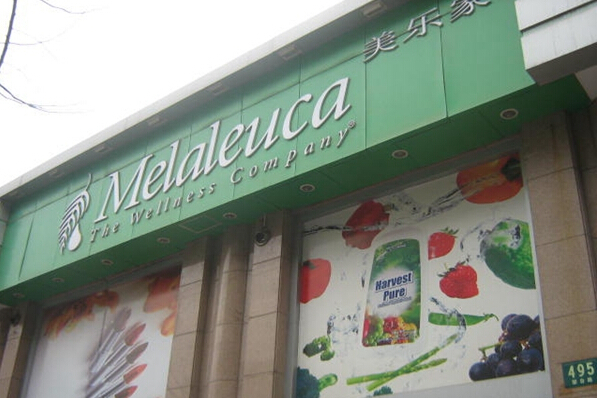 Melaleuca
The Wellness Company®
美乐家
Harvest
Pure
495